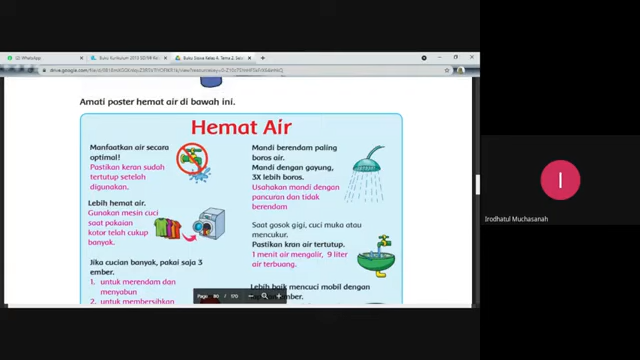 WhatsApp
Buku Kurikulum 2013 SD/MI Re
Buku Siswa Kelas 4, Tema 2, Sel
drive.google.com
Amati poster hemat air di bawah ini.
Hemat Air
Manfaatkan air secara
optimal!
Pastikan keran sudah
tertutup setelah
digunakan.
Lebih hemat air.
Gunakan mesin cuci
saat pakaian
kotor telah cukup
banyak.
Jika cucian banyak, pakai saja 3
ember.
1. untuk merendam dan
menyabun
2. untuk membersihkan
Mandi berendam paling
boros air.
Mandi dengan gayung,
3X lebih boros.
Usahakan mandi dengan
pancuran dan tidak
berendam
Saat gosok gigi, cuci muka atau
mencukur.
Pastikan kran air tertutup.
1 menit air mengalir, 9 liter
air terbuang.
Lebih baik mencuci mobil dengan
Page 80 / 170
I
Irodhatul Muchasanah